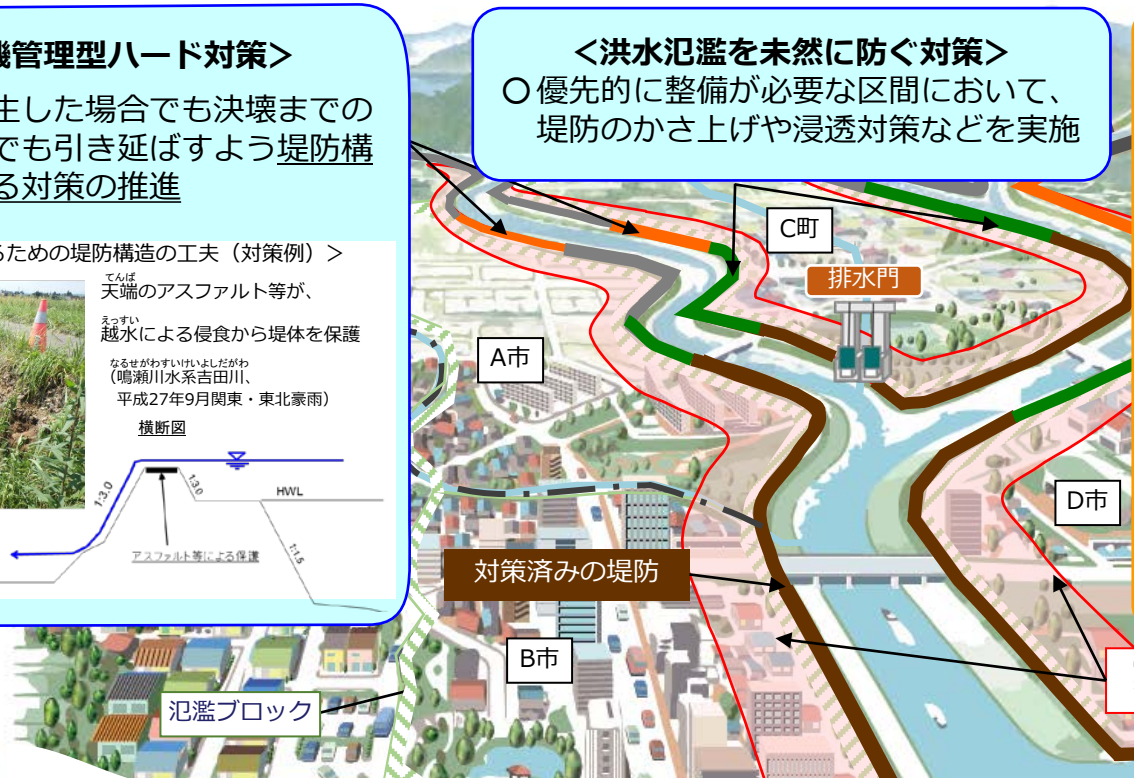 機管理型ハード対策>
生した場合でも決壊までの
でも引き延ばすよう堤防構
る対策の推進
るための堤防構造の工夫（対策例）＞
てんば
天端のアスファルト等が、
えっすい
越水による侵食から堤体を保護
なるせがわすいけいよしだがわ
(鳴瀬川水系吉田川、
平成27年9月関東・東北豪雨)
横断図
1:3.0
1:3.0
HWL
1:1.5
アスファルト等による保護
<洪水氾濫を未然に防ぐ対策>
○優先的に整備が必要な区間において、
堤防のかさ上げや浸透対策などを実施
C町
排水門
A市
D市
対策済みの堤防
B市
氾濫ブロック